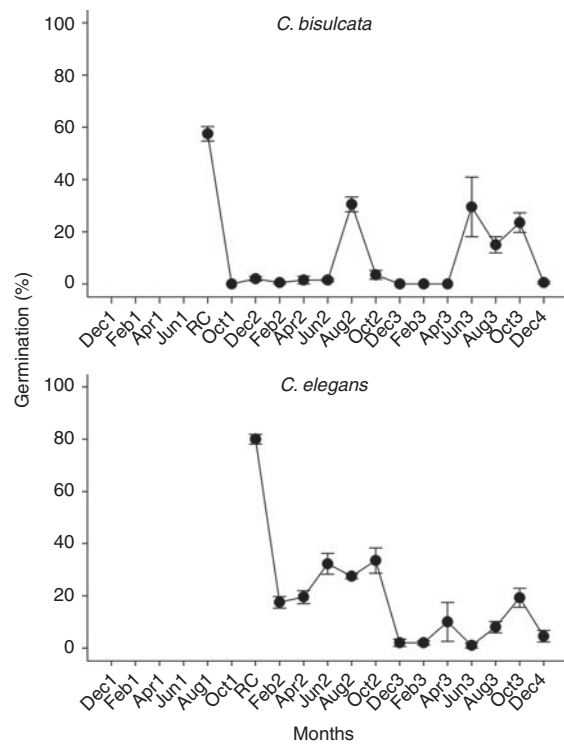 C. bisulcata
100
80
60
40
20
0
Dec1 Feb1 Apr1 Jun1 RC Oct1 Dec2 Feb2 Apr2 Jun2 Aug2 Oct2 Dec3 Feb3 Apr3 Jun3 Aug3 Oct3 Dec4
Germination (%)
C. elegans
100
80
60
40
20
0
Dec1 Feb1 Apr1 Jun1 Aug1 Oct1 RC Feb2 Apr2 Jun2 Aug2 Oct2 Dec3 Feb3 Apr3 Jun3 Aug3 Oct3 Dec4
Months